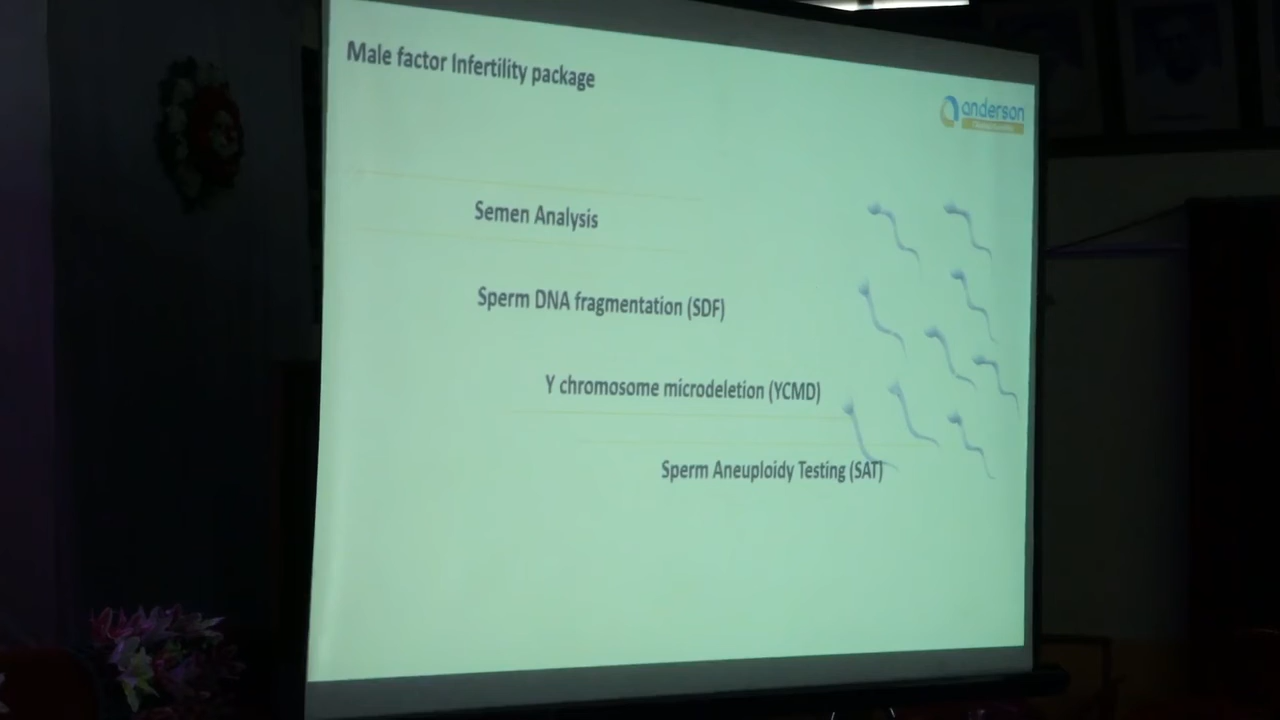 Male factor Infertility package
anderson
Semen Analysis
Sperm DNA fragmentation (SDF)
Y chromosome microdeletion (YCMD)
Sperm Aneuploidy Testing (SAT)